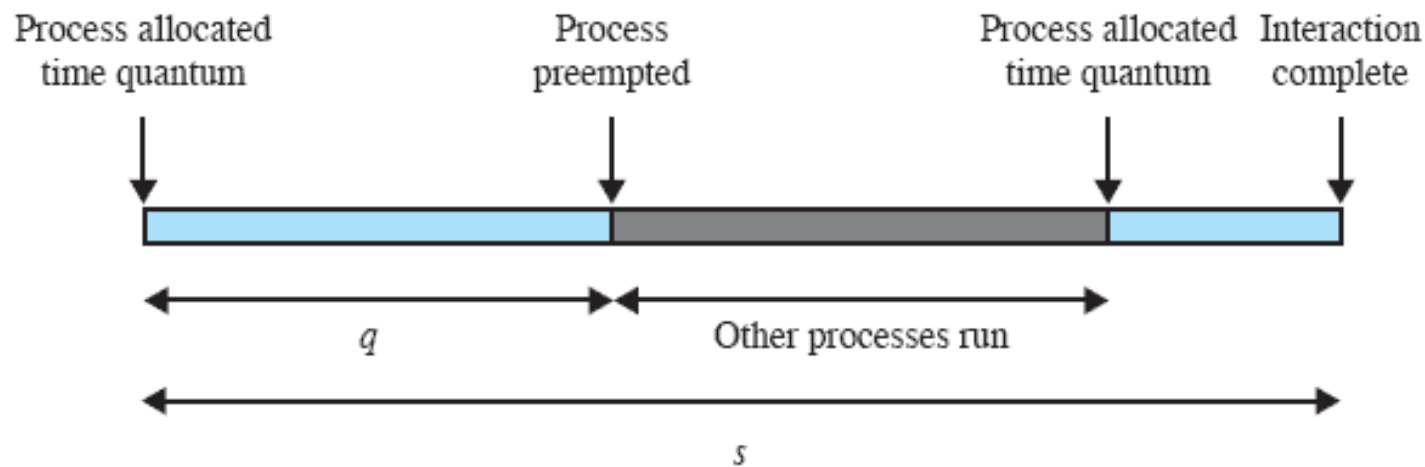 Process allocated
time quantum
Process
preempted
Process allocated
time quantum
Interaction
complete
q
Other processes run
s